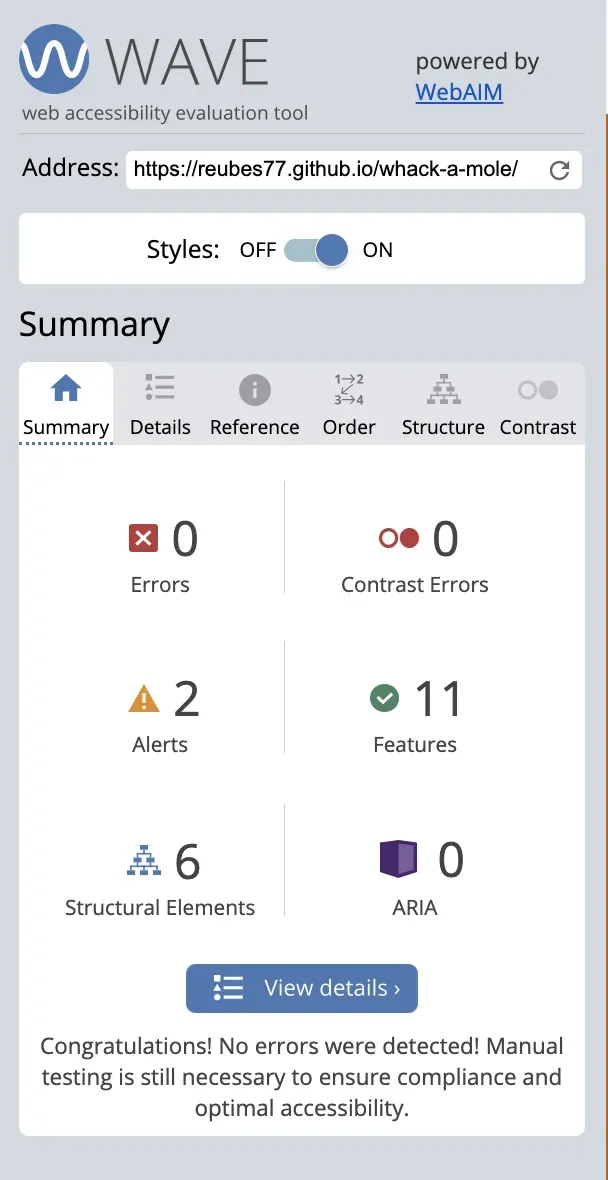 WAVE
web accessibility evaluation tool
powered by
WebAIM
Address: https://reubes77.github.io/whack-a-mole/
Styles: OFF ON
Summary
Summary Details Reference Order Structure Contrast
1→2
3→4
0 Errors
0 Contrast Errors
2 Alerts
11 Features
6 Structural Elements
0 ARIA
View details ›
Congratulations! No errors were detected! Manual
testing is still necessary to ensure compliance and
optimal accessibility.